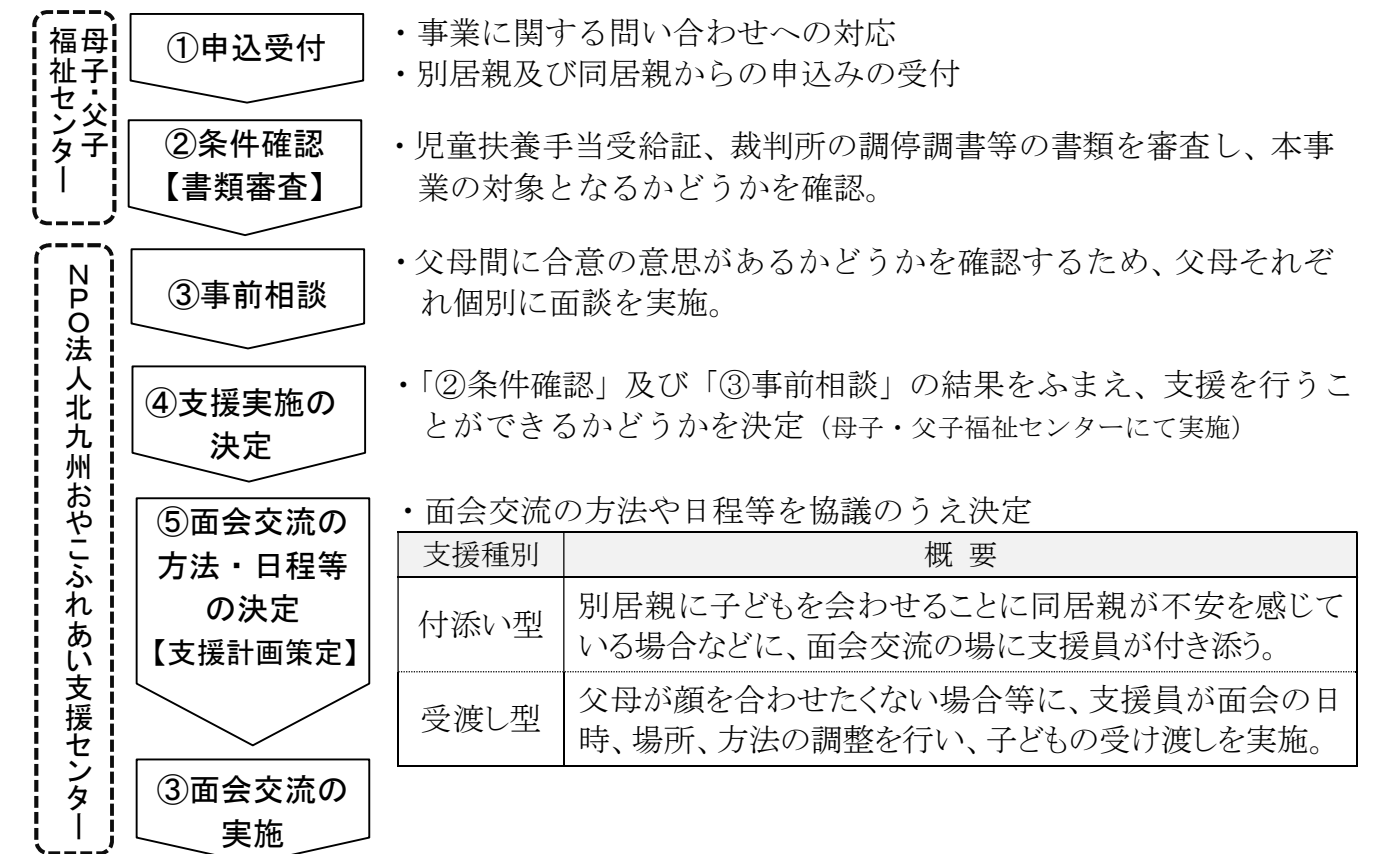 母子・父子
福祉センター
①申込受付
・事業に関する問い合わせへの対応
・別居親及び同居親からの申込みの受付
②条件確認
【書類審査】
・児童扶養手当受給証、裁判所の調停調書等の書類を審査し、本事
業の対象となるかどうかを確認。
NPO法人北九州おやこふれあい支援センター
③事前相談
・父母間に合意の意思があるかどうかを確認するため、父母それぞ
れ個別に面談を実施。
④支援実施の
決定
・「②条件確認」及び「③事前相談」の結果をふまえ、支援を行うこ
とができるかどうかを決定（母子・父子福祉センターにて実施）
⑤面会交流の
方法・日程等
の決定
【支援計画策定】
・面会交流の方法や日程等を協議のうえ決定
支援種別 概 要
付添い型 別居親に子どもを会わせることに同居親が不安を感じて
いる場合などに、面会交流の場に支援員が付き添う。
受渡し型 父母が顔を合わせたくない場合等に、支援員が面会の日
時、場所、方法の調整を行い、子どもの受け渡しを実施。
③面会交流の
実施